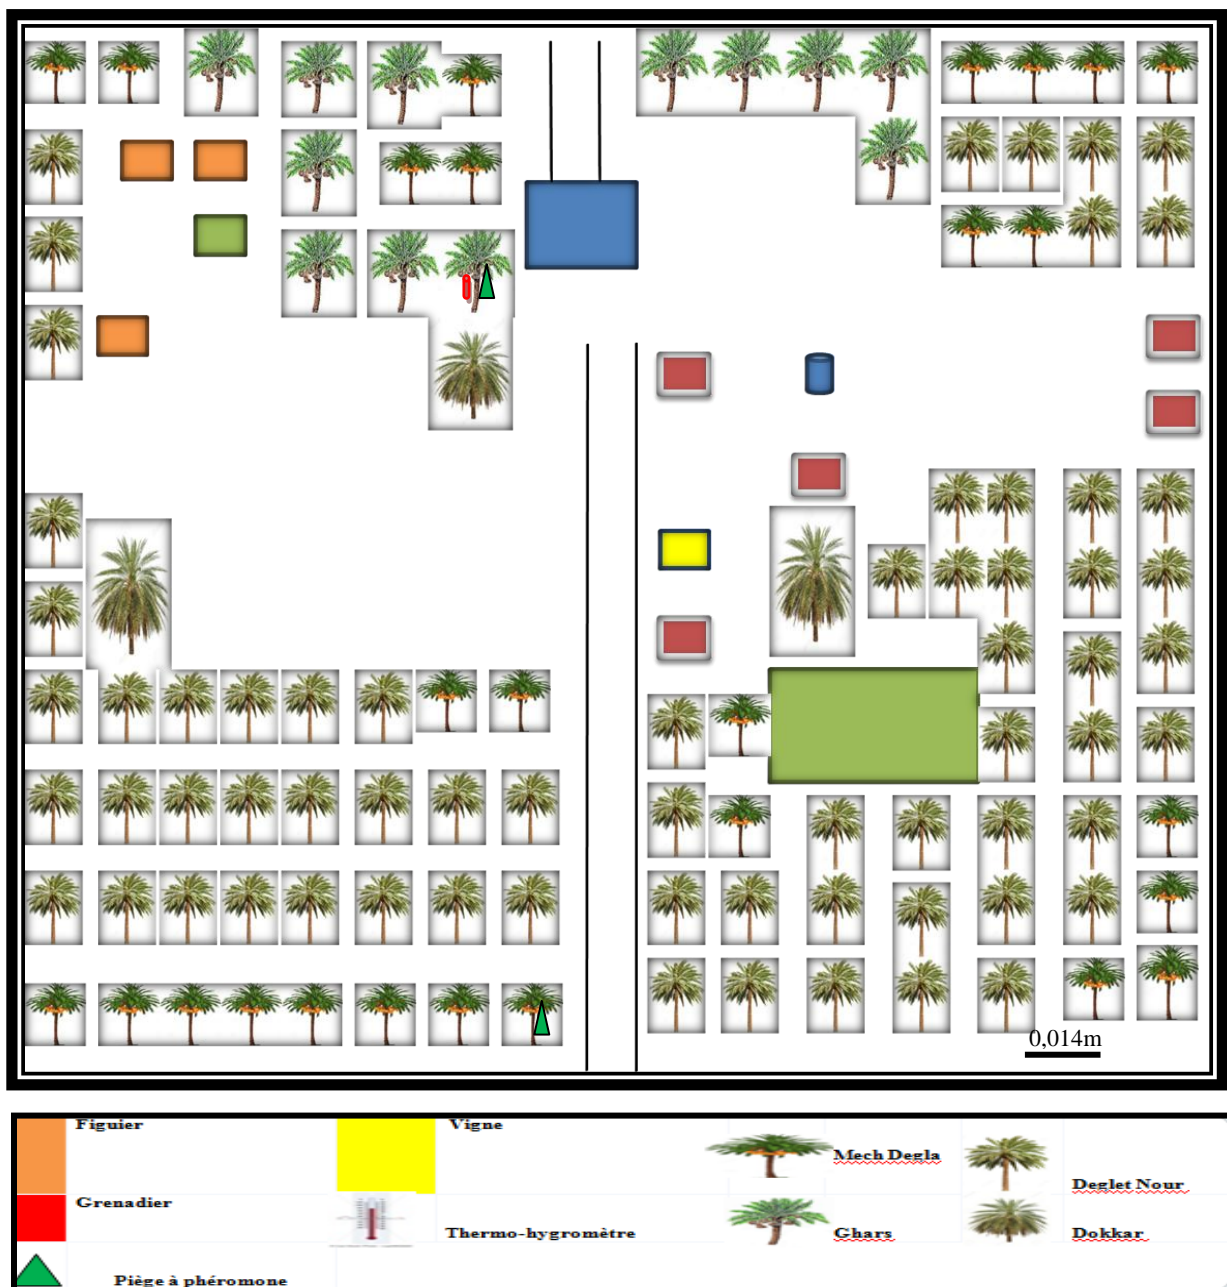 0,014m
Figuier
Vigne
Mech Degla
Deglet Nour
Grenadier
Thermo-hygromètre
Ghars
Dokkar
Piège à phéromone